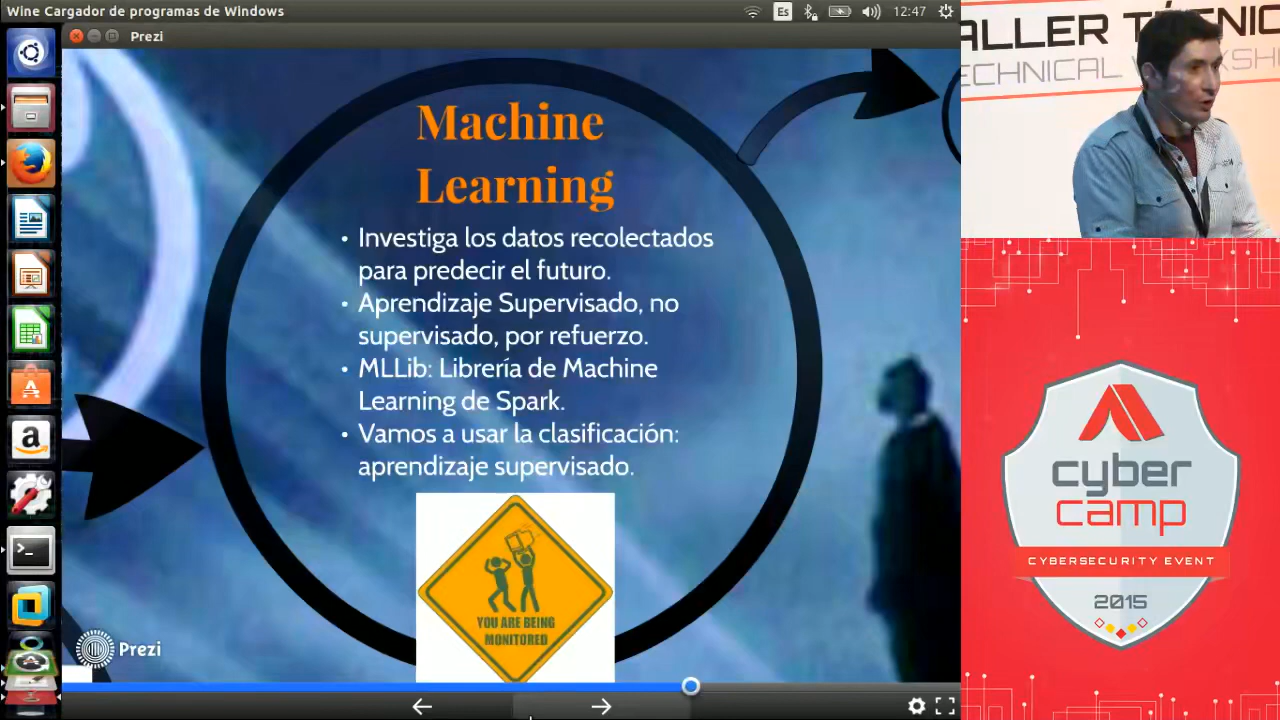 Wine Cargador de programas de Windows
Es
12:47
Prezi
Machine
Learning
• Investiga los datos recolectados
para predecir el futuro.
• Aprendizaje Supervisado, no
supervisado, por refuerzo.
• MLLib: Librería de Machine
Learning de Spark.
• Vamos a usar la clasificación:
aprendizaje supervisado.
YOU ARE BEING
MONITORED
Prezi
ALLER TÉCNIC
ECHNICAL
cyber
camp
CYBERSECURITY EVENT
2015